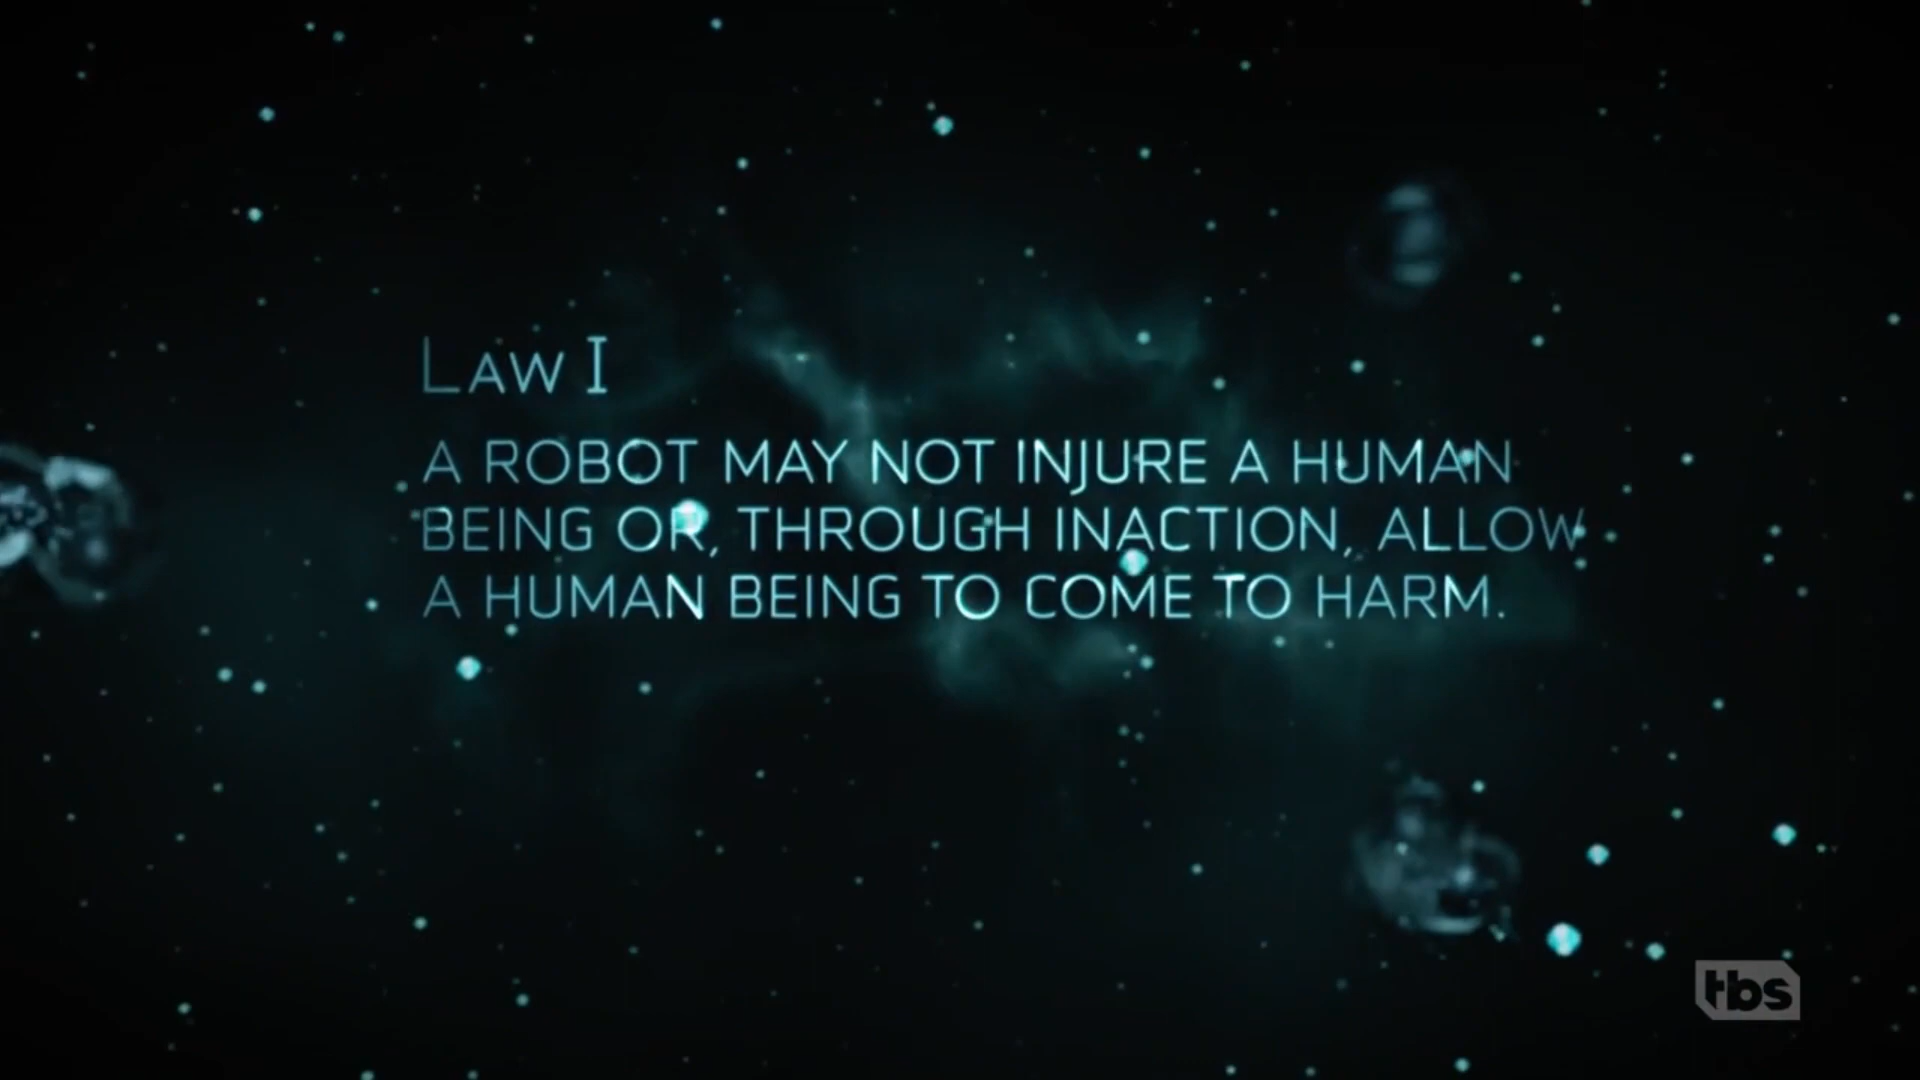 LAW I
A ROBOT MAY NOT INJURE A HUMAN
BEING OR, THROUGH INACTION, ALLOW
A HUMAN BEING TO COME TO HARM.
tbs